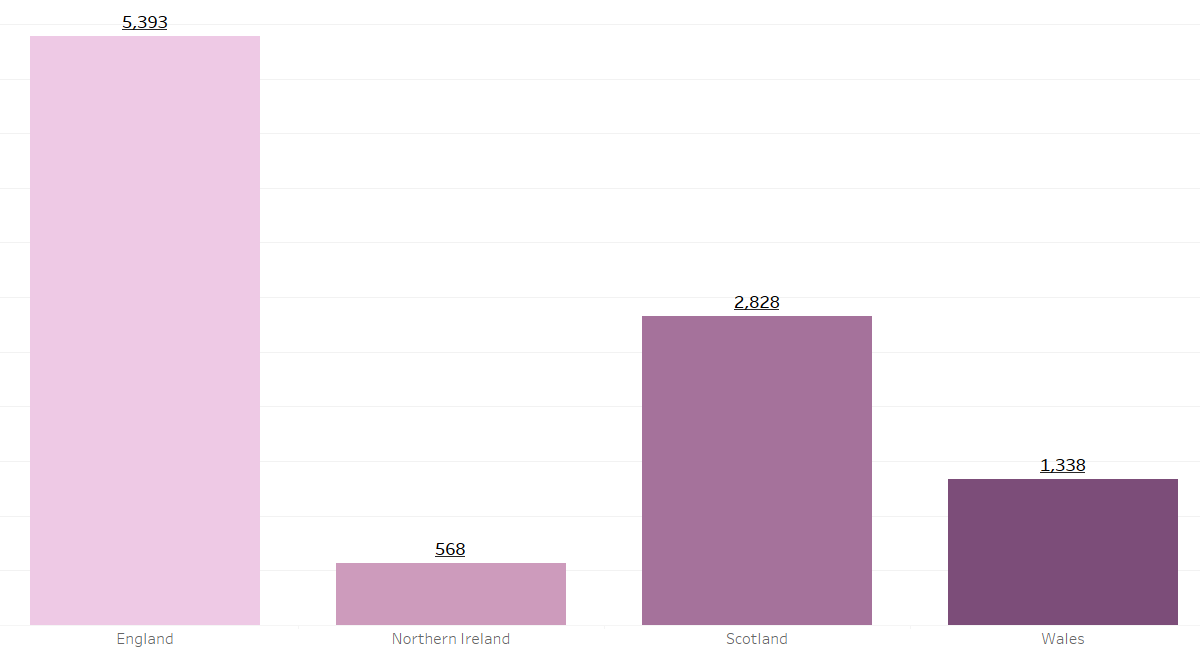 5,393
568
2,828
1,338
England
Northern Ireland
Scotland
Wales